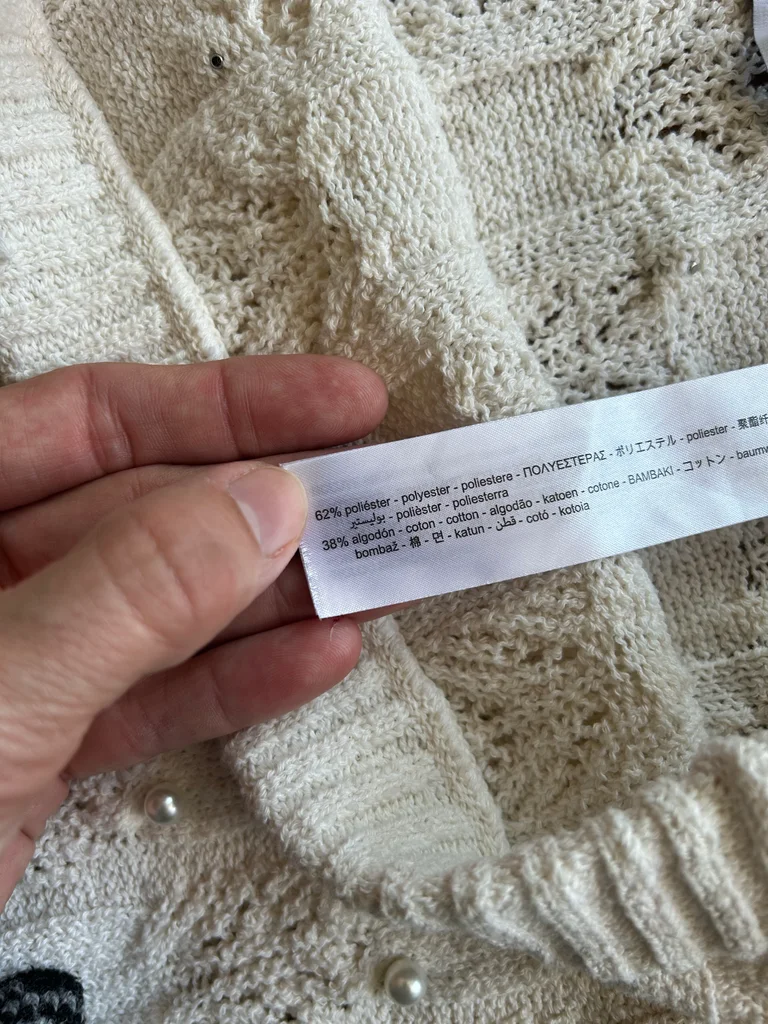 62% poliéster - polyester - poliestere - ΠΟΛΥΕΣΤΕΡΑΣ - ポリエステル - poliester - 聚酯纤
بوليستير - polièster - poliesterra
38% algodón - coton - cotton - algodão - katoen - cotone - BAMBAKI - コットン - baumw
bombaž - 棉 - 면 - katun - قطن - cotó - kotoia